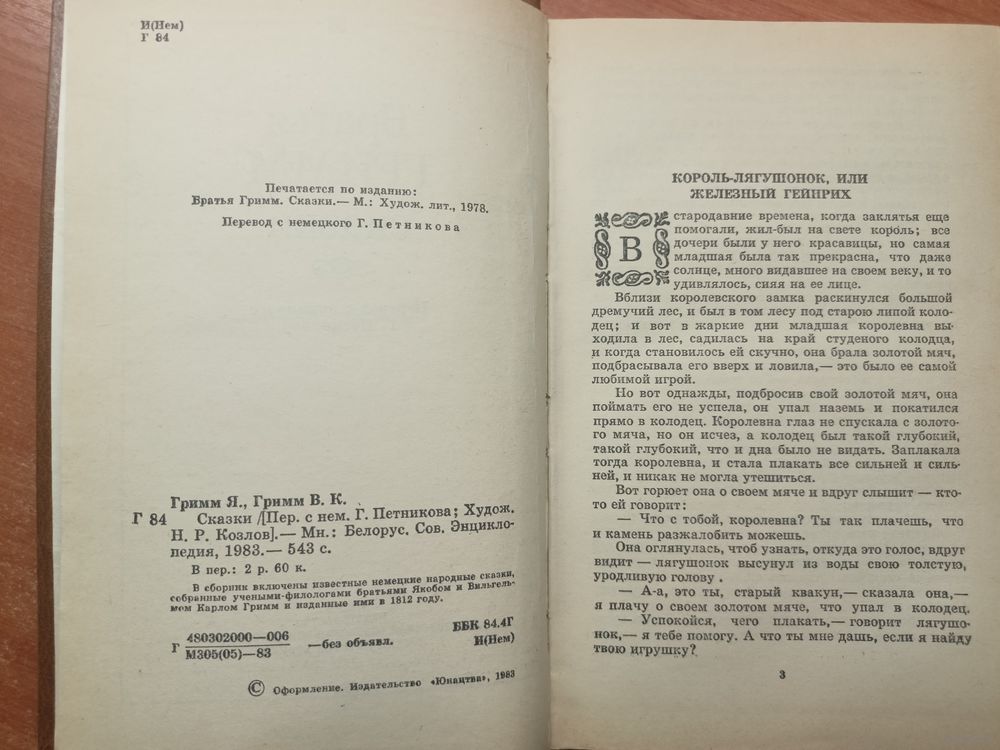 И(Нем)
Г 84
Печатается по изданию:
Братья Гримм. Сказки.— М.: Худож. лит., 1978.
Перевод с немецкого Г. Петникова
Гримм Я., Гримм В. К.
Г 84 Сказки /[Пер. с нем. Г. Петникова; Худож.
Н. Р. Козлов].— Мн.: Белорус. Сов. Энцикло-
педия, 1983.— 543 с.
В пер.: 2 р. 60 к.
В сборник включены известные немецкие народные сказки,
собранные учеными-филологами братьями Якобом и Вильгель-
мом Карлом Гримм и изданные ими в 1812 году.
Г 480302000—006
М305(05)—83 —без объявл.
ББК 84.4Г
И(Нем)
© Оформление. Издательство «Юнацтва», 1983
КОРОЛЬ-ЛЯГУШОНОК, ИЛИ
ЖЕЛЕЗНЫЙ ГЕЙНРИХ
В стародавние времена, когда заклятья еще
помогали, жил-был на свете король; все
дочери были у него красавицы, но самая
младшая была так прекрасна, что даже
солнце, много видавшее на своем веку, и то
удивлялось, сияя на ее лице.
Вблизи королевского замка раскинулся большой
дремучий лес, и был в том лесу под старою липой коло-
дец; и вот в жаркие дни младшая королевна вы-
ходила в лес, садилась на край студеного колодца,
и когда становилось ей скучно, она брала золотой мяч,
подбрасывала его вверх и ловила,— это было ее самой
любимой игрой.
Но вот однажды, подбросив свой золотой мяч, она
поймать его не успела, он упал наземь и покатился
прямо в колодец. Королевна глаз не спускала с золото-
го мяча, но он исчез, а колодец был такой глубокий,
такой глубокий, что и дна было не видать. Заплакала
тогда королевна, и стала плакать все сильней и силь-
ней, и никак не могла утешиться.
Вот горюет она о своем мяче и вдруг слышит — кто-
то ей говорит:
— Что с тобой, королевна? Ты так плачешь, что
и камень разжалобить можешь.
Она оглянулась, чтоб узнать, откуда это голос, вдруг
видит — лягушонок высунул из воды свою толстую,
уродливую голову .
— А-а, это ты, старый квакун,— сказала она,—
я плачу о своем золотом мяче, что упал в колодец.
— Успокойся, чего плакать,— говорит лягушо-
нок,— я тебе помогу. А что ты мне дашь, если я найду
твою игрушку?
3